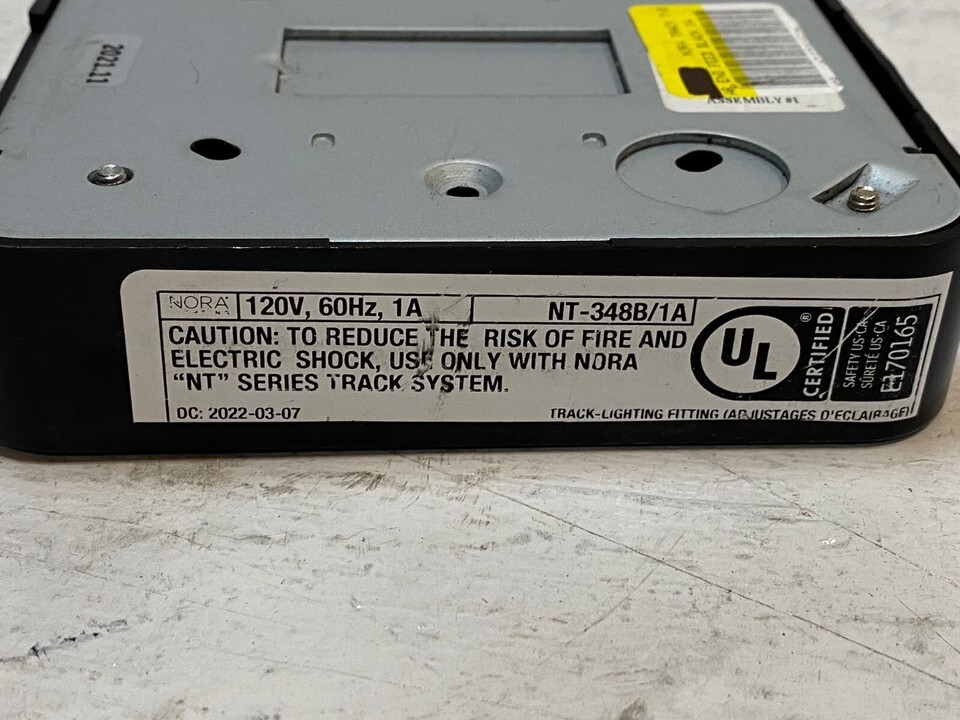 2021.11
ASSEMBLY #1
NORA
120V, 60Hz, 1A
NT-348B/1A
CAUTION: TO REDUCE THE RISK OF FIRE AND
ELECTRIC SHOCK, USE ONLY WITH NORA
“NT” SERIES TRACK SYSTEM.
DC: 2022-03-07
TRACK-LIGHTING FITTING (ADJUSTAGES D'ECLAIRAGE)
UL
®
CERTIFIED
SAFETY US-CA
SÛRETÉ US-CA
E170165